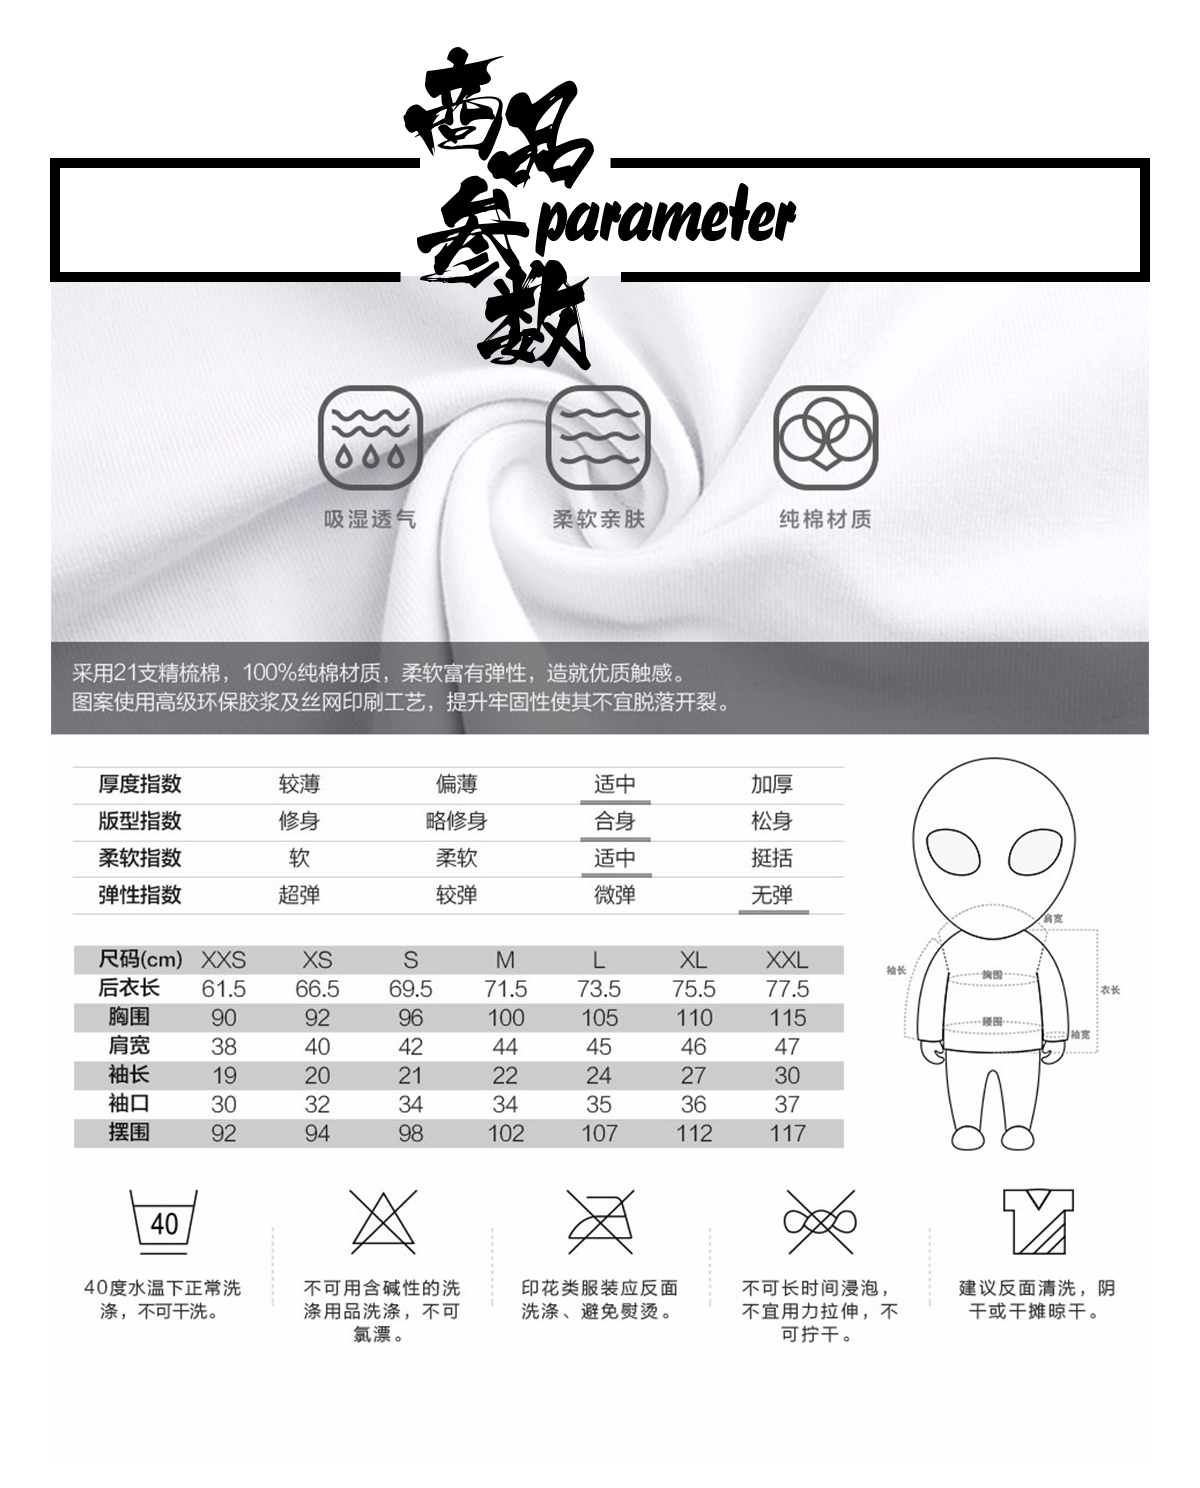 商品
参数 parameter
吸湿透气 柔软亲肤 纯棉材质
采用21支精梳棉，100%纯棉材质，柔软富有弹性，造就优质触感。
图案使用高级环保胶浆及丝网印刷工艺，提升牢固性使其不宜脱落开裂。
厚度指数 较薄 偏薄 适中 加厚
版型指数 修身 略修身 合身 松身
柔软指数 软 柔软 适中 挺括
弹性指数 超弹 较弹 微弹 无弹
尺码(cm) XXS XS S M L XL XXL
后衣长 61.5 66.5 69.5 71.5 73.5 75.5 77.5
胸围 90 92 96 100 105 110 115
肩宽 38 40 42 44 45 46 47
袖长 19 20 21 22 24 27 30
袖口 30 32 34 34 35 36 37
摆围 92 94 98 102 107 112 117
肩宽
袖长
胸围
衣长
腰围
袖宽
40
40度水温下正常洗
涤，不可干洗。
不可用含碱性的洗
涤用品洗涤，不可
氯漂。
印花类服装应反面
洗涤、避免熨烫。
不可长时间浸泡，
不宜用力拉伸，不
可拧干。
建议反面清洗，阴
干或干摊晾干。